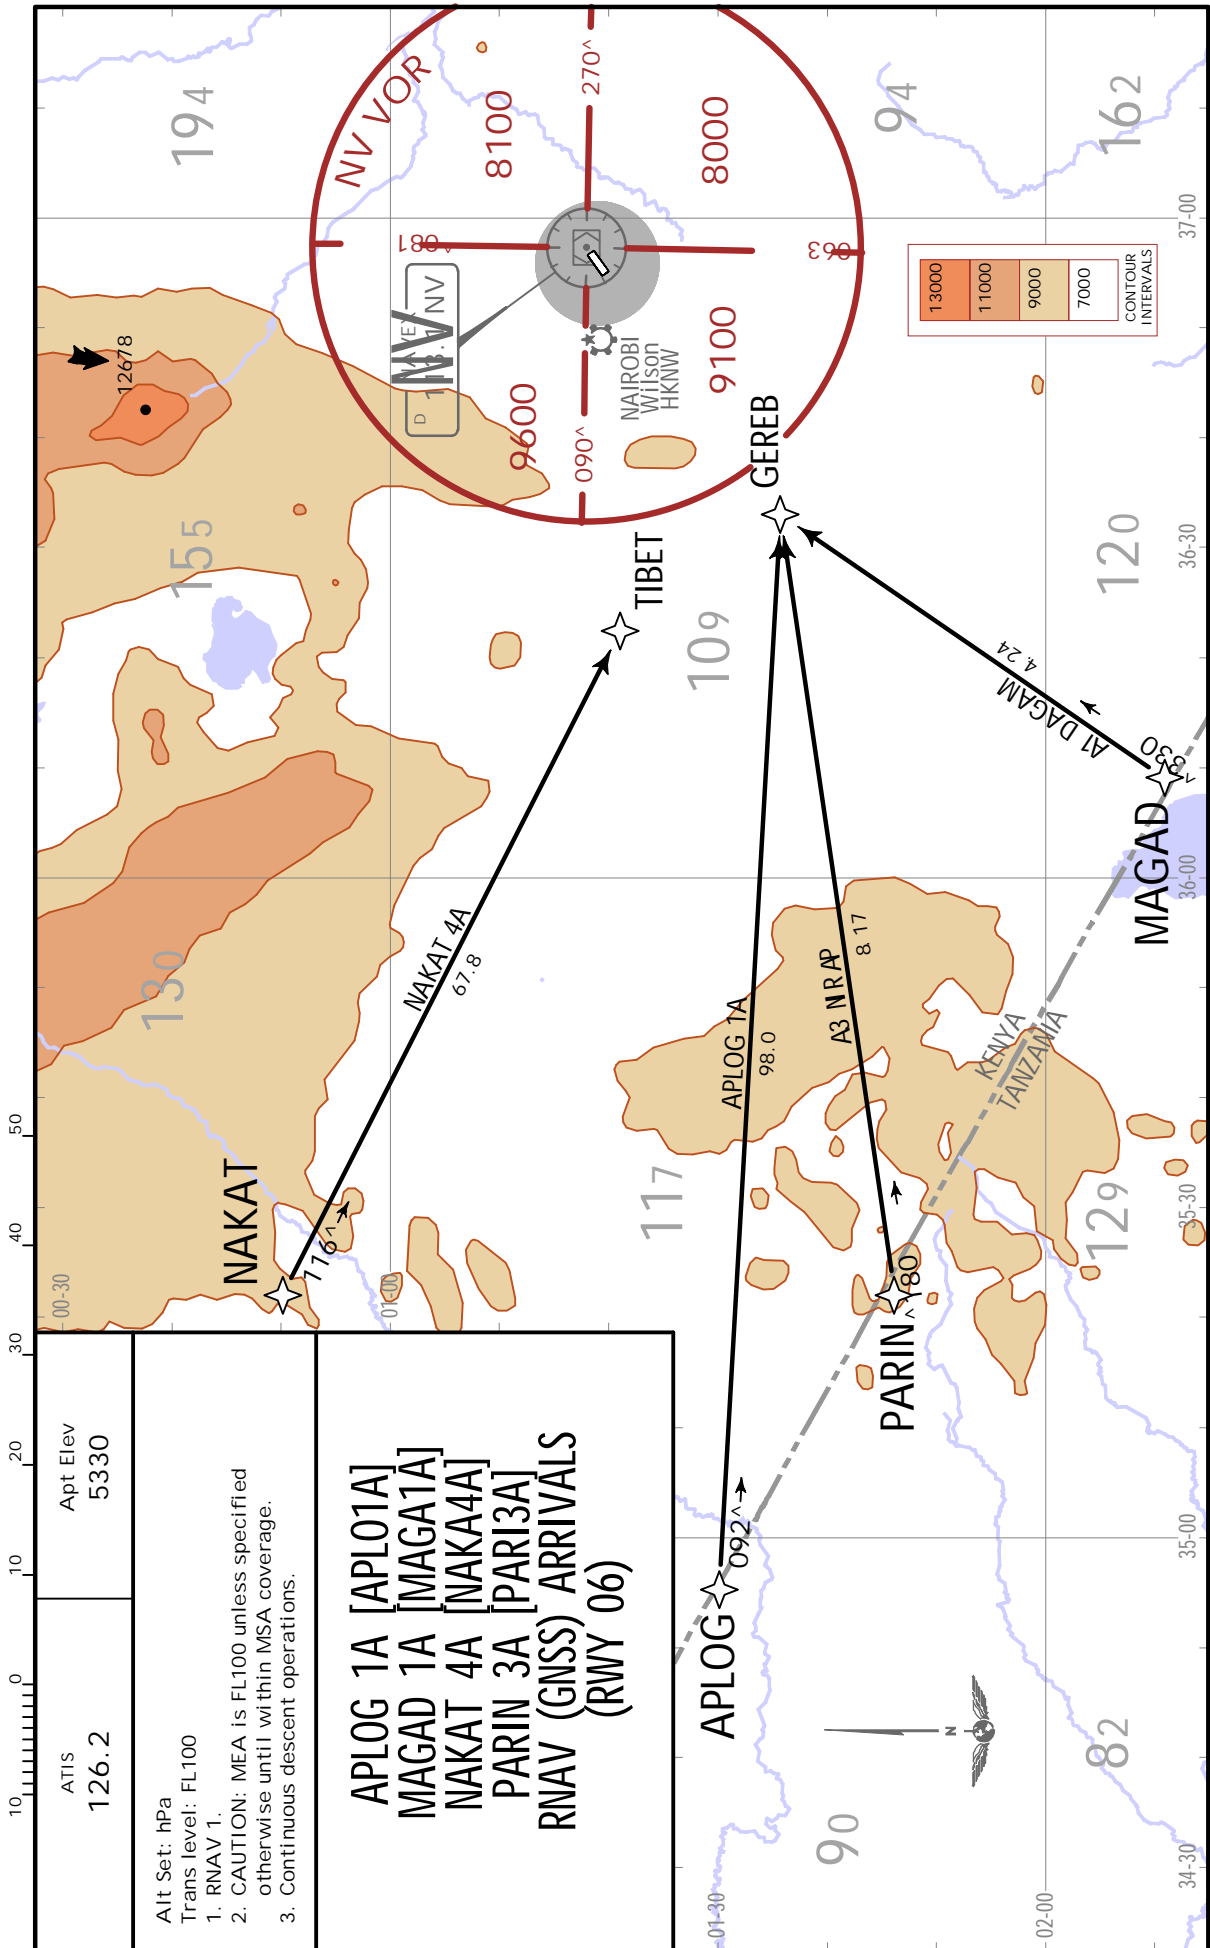 10 0 10 20 30 40 50
ATIS
126.2
Apt Elev
5330
Alt Set: hPa
Trans level: FL100
1. RNAV 1.
2. CAUTION: MEA is FL100 unless specified
otherwise until within MSA coverage.
3. Continuous descent operations.
APLOG 1A [APLO1A]
MAGAD 1A [MAGA1A]
NAKAT 4A [NAKA4A]
PARIN 3A [PARI3A]
RNAV (GNSS) ARRIVALS
(RWY 06)
00-30
01-00
01-30
02-00
34-30
35-00
35-30
36-00
36-30
37-00
194
155
130
117
109
94
162
120
129
82
90
12678
NV VOR
8100
8000
9100
9600
270^
090^
081^
063
D
NV
NV
NAIROBI
Wilson
HKNW
NAKAT
116^
NAKAT 4A
67.8
TIBET
GEREB
APLOG
092^
APLOG 1A
98.0
PARIN
^180
A3 NIRAP
8.17
MAGAD
^330
A1 DAGAM
4.24
KENYA
TANZANIA
N
13000
11000
9000
7000
CONTOUR
INTERVALS